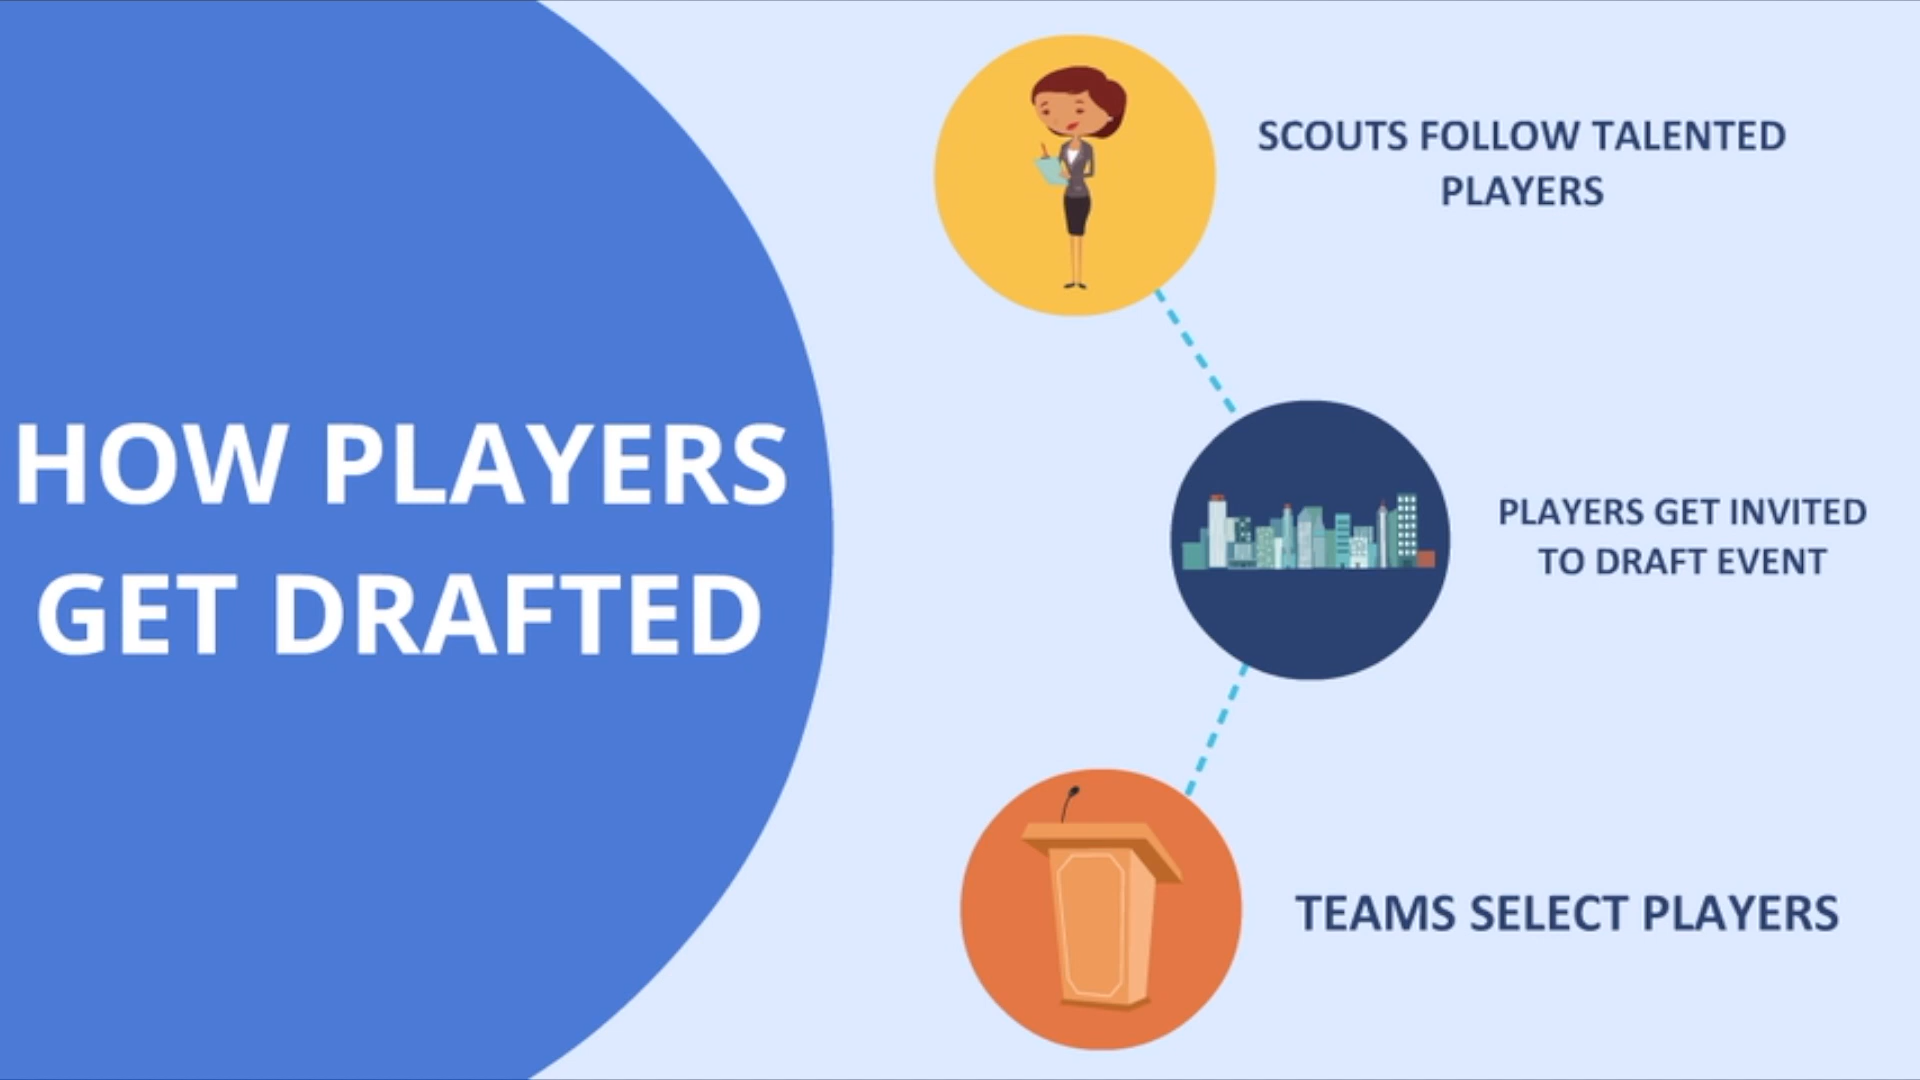 HOW PLAYERS
GET DRAFTED
SCOUTS FOLLOW TALENTED
PLAYERS
PLAYERS GET INVITED
TO DRAFT EVENT
TEAMS SELECT PLAYERS